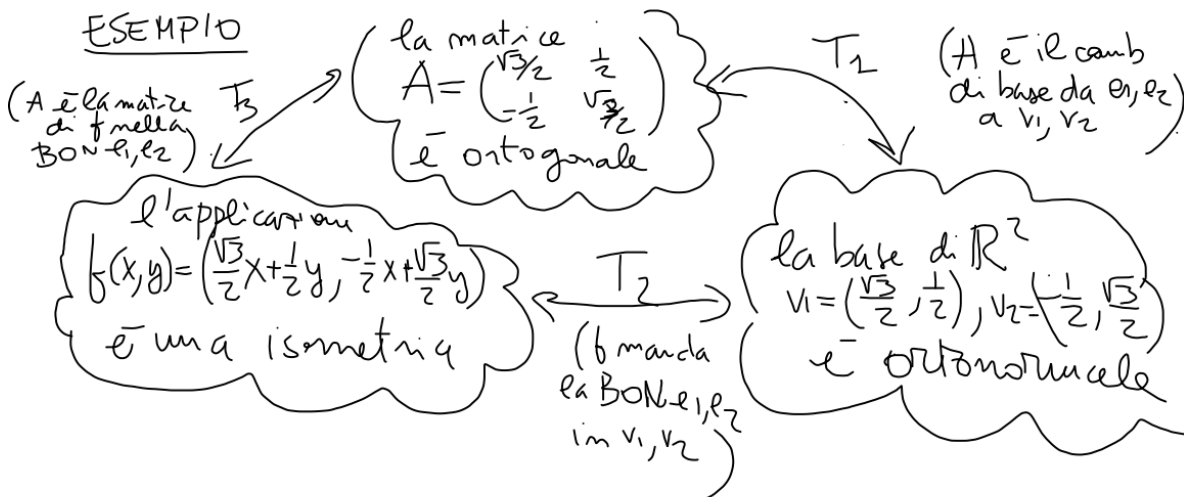 ESEMPIO
(la matrice
A = (√3/2 1/2
-1/2 √3/2)
è ortogonale
T1
(A è il camb
di base da e1, e2
a v1, v2)
(A è la matrice
di f nella
BON e1, e2)
T3
l'applicazion
f(x,y) = (√3/2 x + 1/2 y, -1/2 x + √3/2 y)
è una isometria
T2
(f manda
la BON e1, e2
in v1, v2)
la base di ℝ²
v1 = (√3/2, 1/2), v2 = (-1/2, √3/2)
è ortonormale